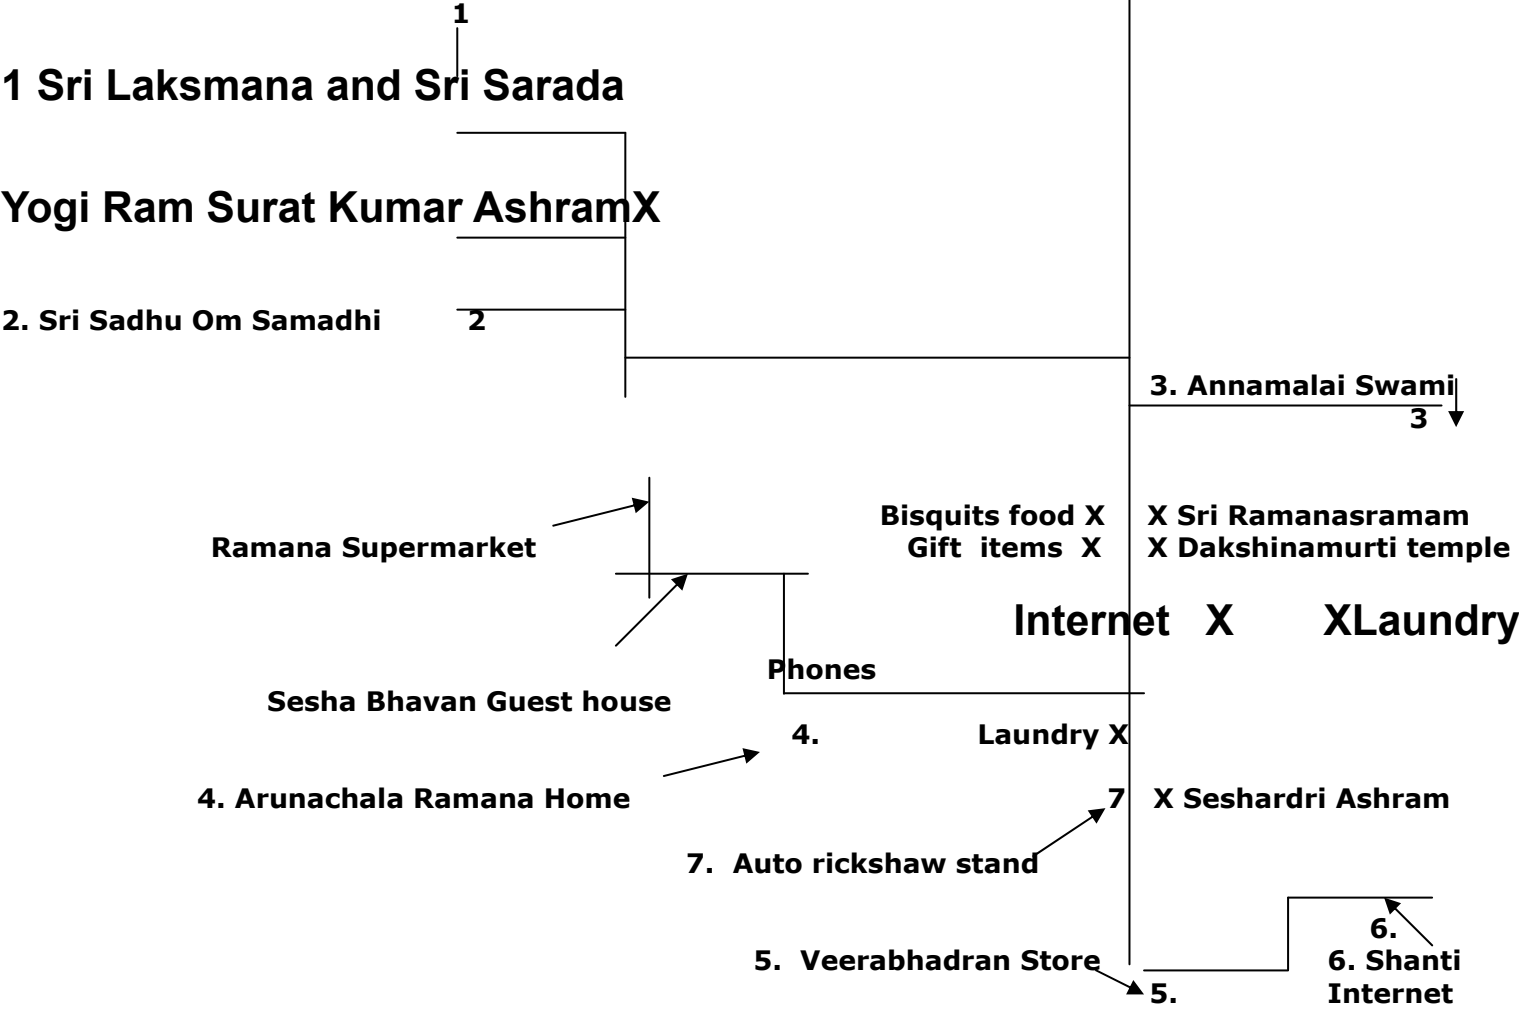 1
1 Sri Laksmana and Sri Sarada
Yogi Ram Surat Kumar AshramX
2. Sri Sadhu Om Samadhi 2
3. Annamalai Swami
3
Bisquits food X X Sri Ramanasramam
Ramana Supermarket Gift items X X Dakshinamurti temple
Internet X XLaundry
Phones
Sesha Bhavan Guest house
4. Laundry X
4. Arunachala Ramana Home 7 X Seshardri Ashram
7. Auto rickshaw stand
6.
5. Veerabhadran Store 6. Shanti
5. Internet